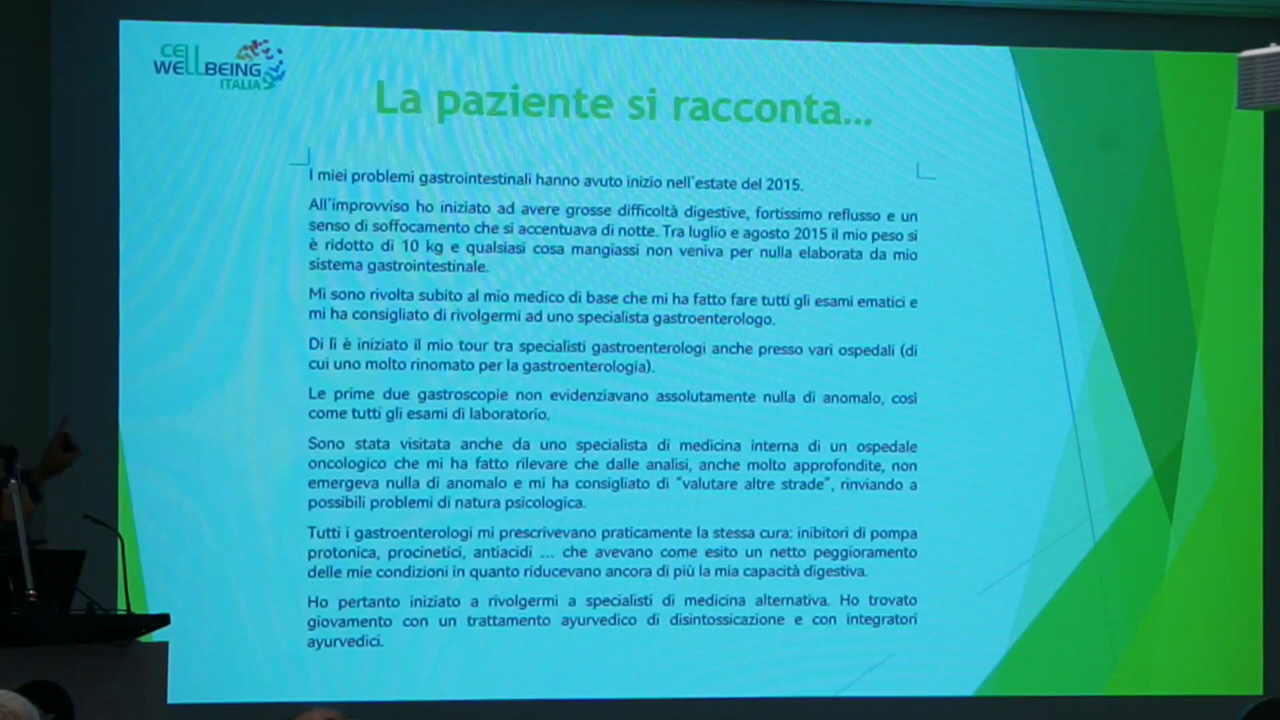 CELL
WELLBEING
ITALIA
La paziente si racconta...
I miei problemi gastrointestinali hanno avuto inizio nell'estate del 2015.
All'improvviso ho iniziato ad avere grosse difficoltà digestive, fortissimo reflusso e un
senso di soffocamento che si accentuava di notte. Tra luglio e agosto 2015 il mio peso si
è ridotto di 10 kg e qualsiasi cosa mangiassi non veniva per nulla elaborata da mio
sistema gastrointestinale.
Mi sono rivolta subito al mio medico di base che mi ha fatto fare tutti gli esami ematici e
mi ha consigliato di rivolgermi ad uno specialista gastroenterologo.
Di lì è iniziato il mio tour tra specialisti gastroenterologi anche presso vari ospedali (di
cui uno molto rinomato per la gastroenterologia).
Le prime due gastroscopie non evidenziavano assolutamente nulla di anomalo, così
come tutti gli esami di laboratorio.
Sono stata visitata anche da uno specialista di medicina interna di un ospedale
oncologico che mi ha fatto rilevare che dalle analisi, anche molto approfondite, non
emergeva nulla di anomalo e mi ha consigliato di "valutare altre strade", rinviando a
possibili problemi di natura psicologica.
Tutti i gastroenterologi mi prescrivevano praticamente la stessa cura: inibitori di pompa
protonica, procinetici, antiacidi ... che avevano come esito un netto peggioramento
delle mie condizioni in quanto riducevano ancora di più la mia capacità digestiva.
Ho pertanto iniziato a rivolgermi a specialisti di medicina alternativa. Ho trovato
giovamento con un trattamento ayurvedico di disintossicazione e con integratori
ayurvedici.